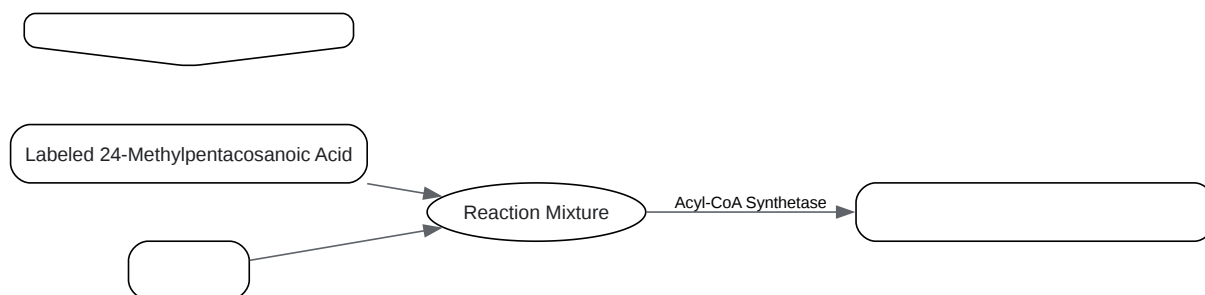 Labeled 24-Methylpentacosanoic Acid
Reaction Mixture
Acyl-CoA Synthetase